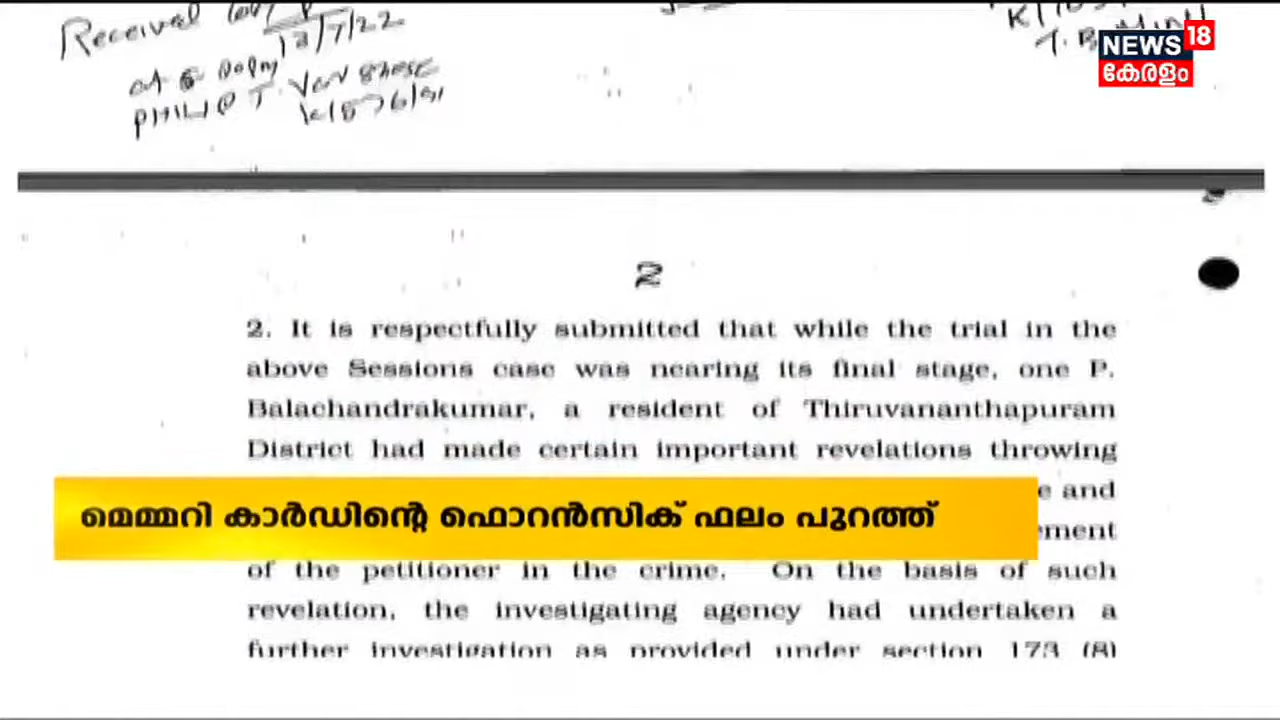 Received
13/7/22
PHILIP T. Varghese
K/876/91
NEWS 18
കേരളം
2
2. It is respectfully submitted that while the trial in the
above Sessions case was nearing its final stage, one P.
Balachandrakumar, a resident of Thiruvananthapuram
District had made certain important revelations throwing
e and
മെമ്മറി കാർഡിന്റെ ഫൊറൻസിക് ഫലം പുറത്ത്
ement
of the petitioner in the crime. On the basis of such
revelation, the investigating agency had undertaken a
further investigation as provided under section 173 (8)